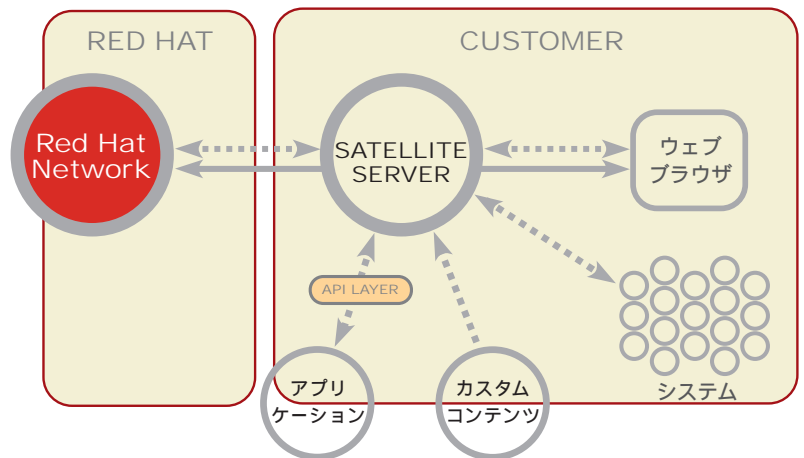 RED HAT
CUSTOMER
Red Hat
Network
SATELLITE
SERVER
ウェブ
ブラウザ
API LAYER
アプリ
ケーション
カスタム
コンテンツ
システム